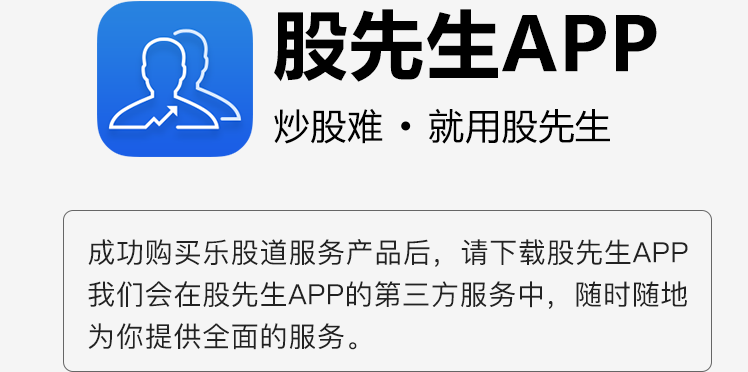 股先生APP
炒股难·就用股先生
成功购买乐股道服务产品后，请下载股先生APP
我们会在股先生APP的第三方服务中，随时随地
为你提供全面的服务。